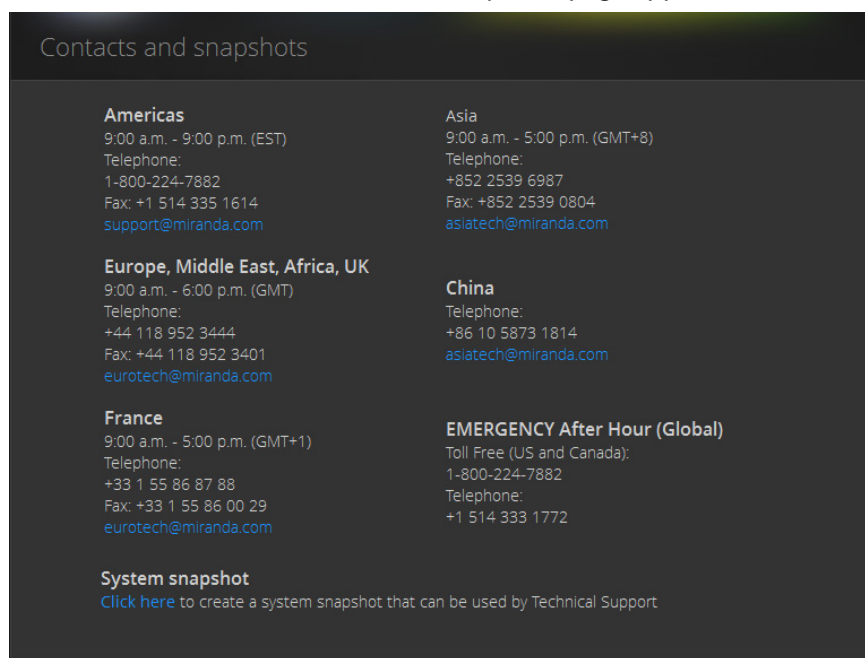 Contacts and snapshots
Americas
9:00 a.m. - 9:00 p.m. (EST)
Telephone:
1-800-224-7882
Fax: +1 514 335 1614
support@miranda.com
Asia
9:00 a.m. - 5:00 p.m. (GMT+8)
Telephone:
+852 2539 6987
Fax: +852 2539 0804
asiatech@miranda.com
Europe, Middle East, Africa, UK
9:00 a.m. - 6:00 p.m. (GMT)
Telephone:
+44 118 952 3444
Fax: +44 118 952 3401
eurotech@miranda.com
China
Telephone:
+86 10 5873 1814
asiatech@miranda.com
France
9:00 a.m. - 5:00 p.m. (GMT+1)
Telephone:
+33 1 55 86 87 88
Fax: +33 1 55 86 00 29
eurotech@miranda.com
EMERGENCY After Hour (Global)
Toll Free (US and Canada):
1-800-224-7882
Telephone:
+1 514 333 1772
System snapshot
Click here to create a system snapshot that can be used by Technical Support